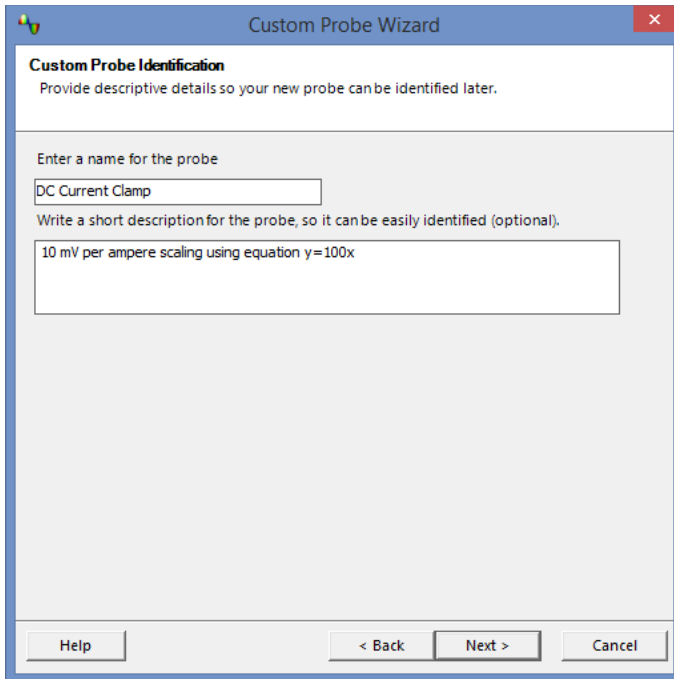 Custom Probe Wizard
Custom Probe Identification
Provide descriptive details so your new probe can be identified later.
Enter a name for the probe
DC Current Clamp
Write a short description for the probe, so it can be easily identified (optional).
10 mV per ampere scaling using equation y=100x
Help
< Back
Next >
Cancel